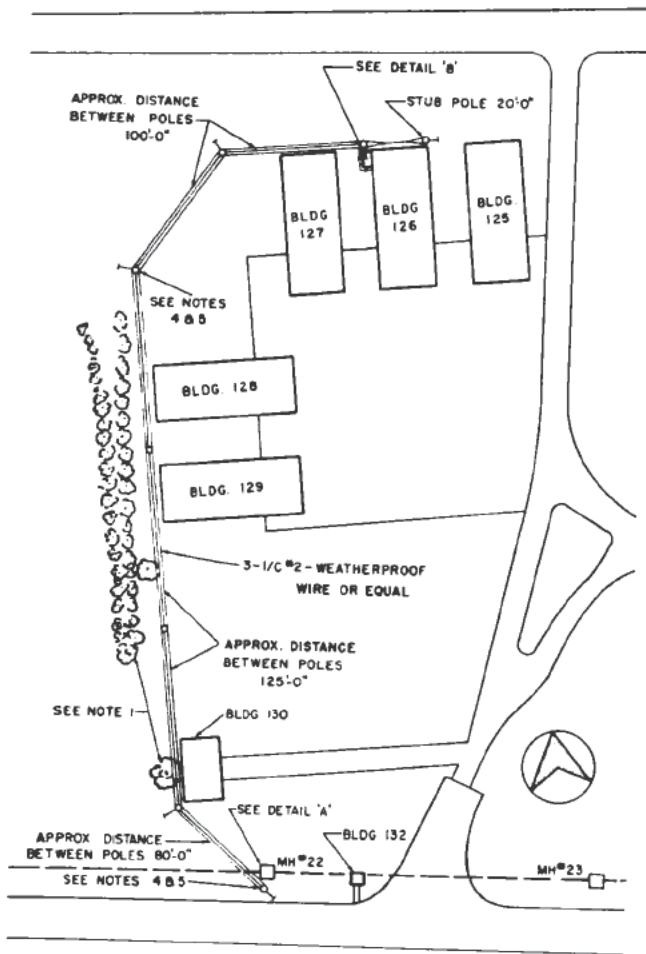 SEE DETAIL 'B'
APPROX. DISTANCE
BETWEEN POLES
100'-0"
STUB POLE 20'-0"
BLDG
127
BLDG
126
BLDG.
125
SEE NOTES
4 & 5
BLDG. 128
BLDG. 129
3-1/C #2-WEATHERPROOF
WIRE OR EQUAL
APPROX. DISTANCE
BETWEEN POLES
125'-0"
SEE NOTE 1
BLDG 130
SEE DETAIL 'A'
APPROX DISTANCE
BETWEEN POLES 80'-0"
BLDG 132
MH#22
MH#23
SEE NOTES 4&5